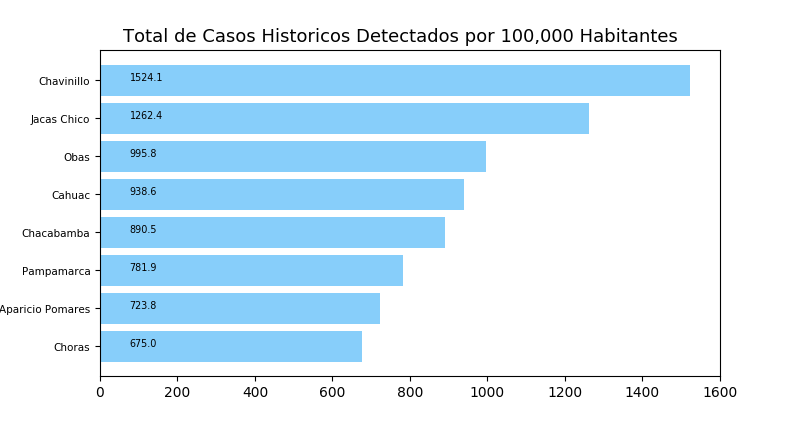 Total de Casos Historicos Detectados por 100,000 Habitantes
Chavinillo 1524.1
Jacas Chico 1262.4
Obas 995.8
Cahuac 938.6
Chacabamba 890.5
Pampamarca 781.9
Aparicio Pomares 723.8
Choras 675.0
0 200 400 600 800 1000 1200 1400 1600